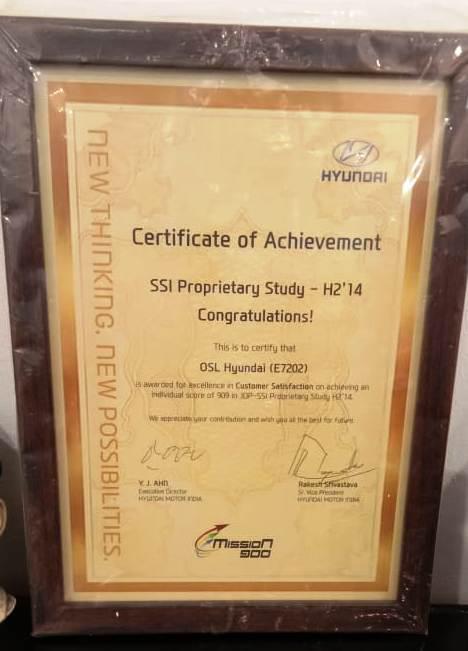 NEW THINKING. NEW POSSIBILITIES.
HYUNDAI
Certificate of Achievement
SSI Proprietary Study - H2'14
Congratulations!
This is to certify that
OSL Hyundai (E7202)
is awarded for excellence in Customer Satisfaction on achieving an
individual score of 909 in JDP-SSI Proprietary Study H2'14.
We appreciate your contribution and wish you all the best for future.
Y. J. AHN
Executive Director
HYUNDAI MOTOR INDIA
Rakesh Srivastava
Sr. Vice President
HYUNDAI MOTOR INDIA
Mission
900